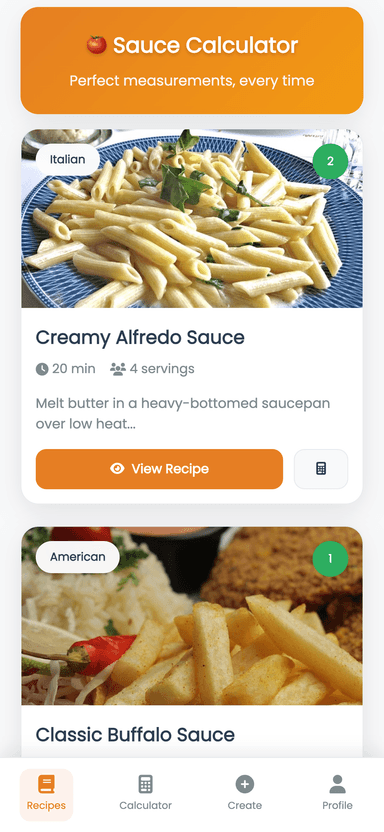 Sauce Calculator
Perfect measurements, every time
Italian
2
Creamy Alfredo Sauce
20 min 4 servings
Melt butter in a heavy-bottomed saucepan
over low heat...
View Recipe
American
1
Classic Buffalo Sauce
Recipes Calculator Create Profile